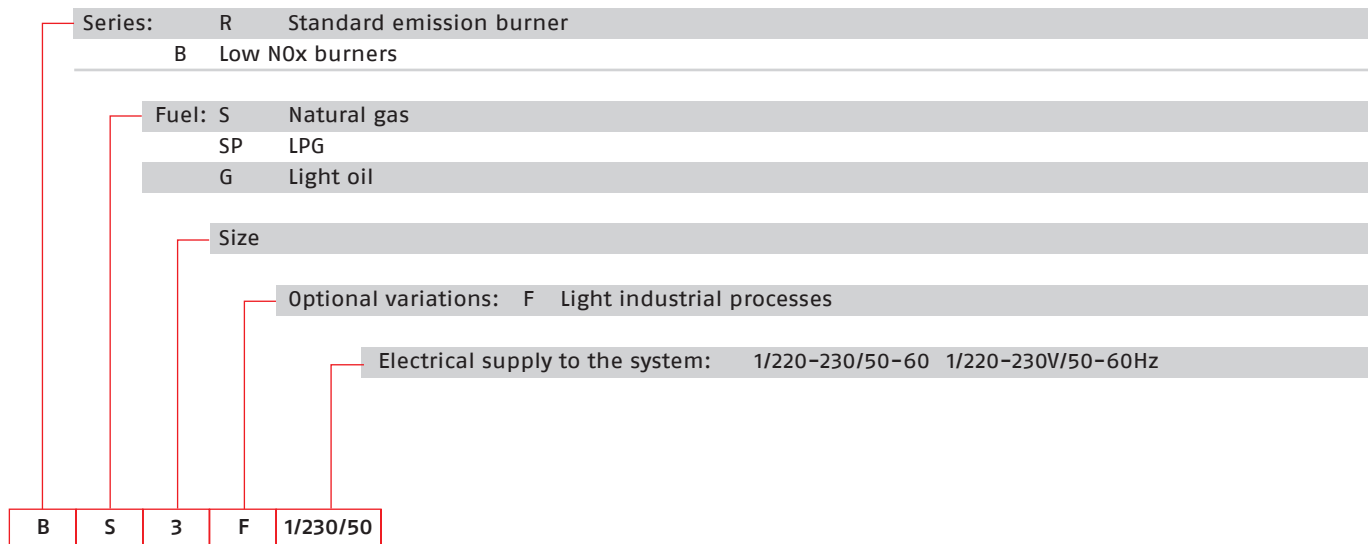 Series: R Standard emission burner
B Low NOx burners
Fuel: S Natural gas
SP LPG
G Light oil
Size
Optional variations: F Light industrial processes
Electrical supply to the system: 1/220-230/50-60 1/220-230V/50-60Hz
B S 3 F 1/230/50